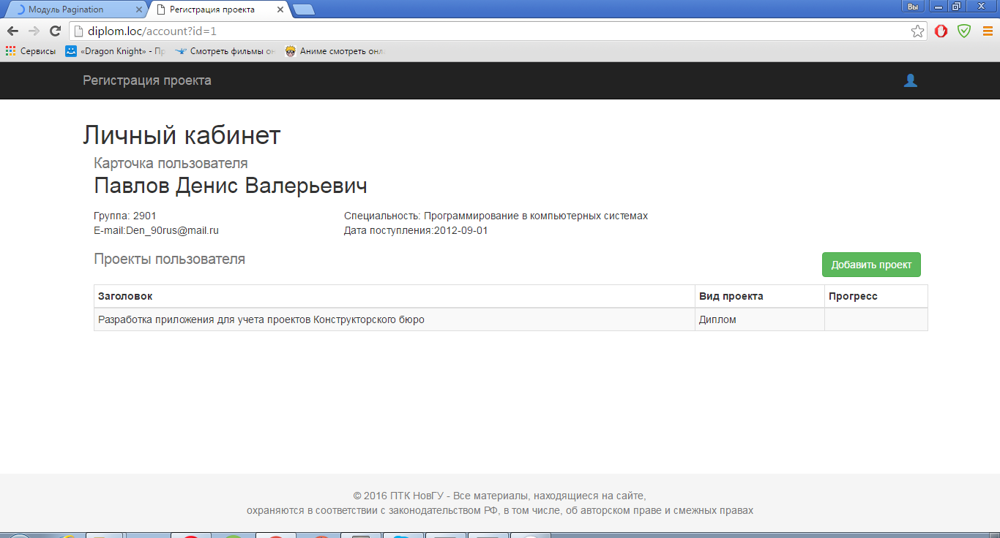 Модуль Pagination
Регистрация проекта
Вы
diplom.loc/account?id=1
Сервисы
«Dragon Knight» - Пр
Смотреть фильмы он
Аниме смотреть онл
Регистрация проекта
Личный кабинет
Карточка пользователя
Павлов Денис Валерьевич
Группа: 2901
Специальность: Программирование в компьютерных системах
E-mail:Den_90rus@mail.ru
Дата поступления:2012-09-01
Проекты пользователя
Добавить проект
Заголовок
Вид проекта
Прогресс
Разработка приложения для учета проектов Конструкторского бюро
Диплом
© 2016 ПТК НовГУ - Все материалы, находящиеся на сайте,
охраняются в соответствии с законодательством РФ, в том числе, об авторском праве и смежных правах